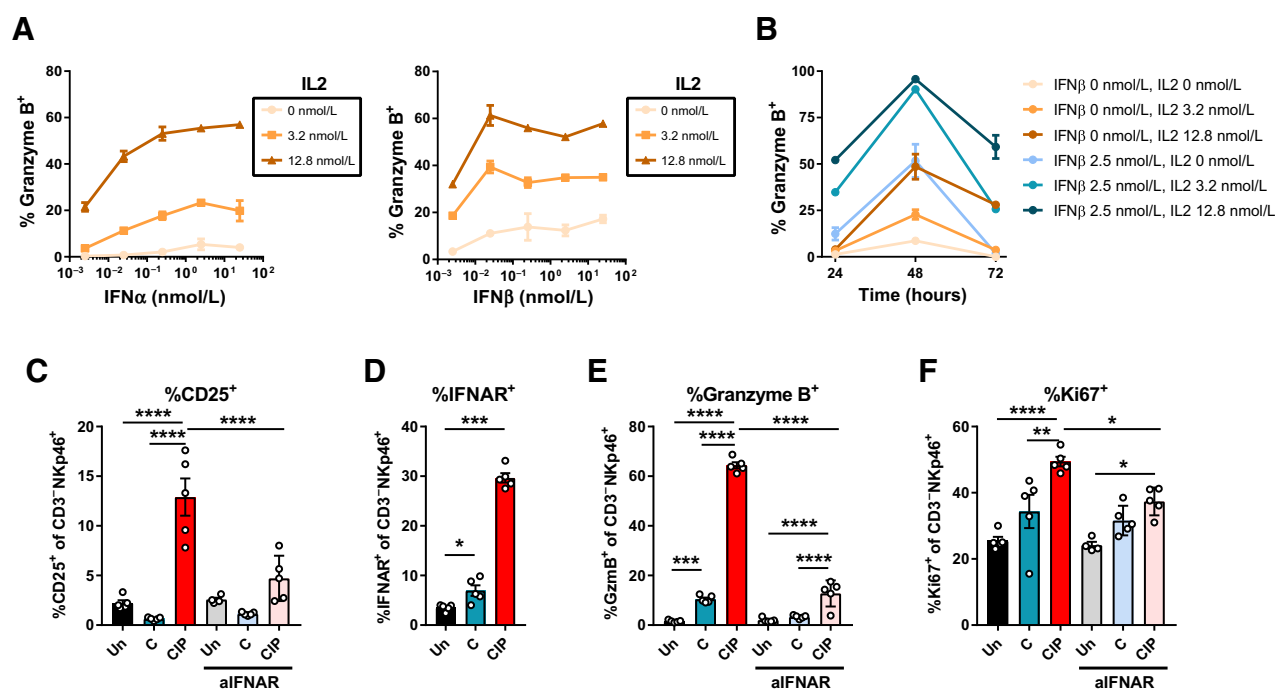 A
% Granzyme B⁺
80
60
40
20
0
10⁻³ 10⁻² 10⁻¹ 10⁰ 10¹ 10²
IFNα (nmol/L)
IL2
0 nmol/L
3.2 nmol/L
12.8 nmol/L
% Granzyme B⁺
80
60
40
20
0
10⁻³ 10⁻² 10⁻¹ 10⁰ 10¹ 10²
IFNβ (nmol/L)
IL2
0 nmol/L
3.2 nmol/L
12.8 nmol/L
B
% Granzyme B⁺
100
75
50
25
0
24 48 72
Time (hours)
IFNβ 0 nmol/L, IL2 0 nmol/L
IFNβ 0 nmol/L, IL2 3.2 nmol/L
IFNβ 0 nmol/L, IL2 12.8 nmol/L
IFNβ 2.5 nmol/L, IL2 0 nmol/L
IFNβ 2.5 nmol/L, IL2 3.2 nmol/L
IFNβ 2.5 nmol/L, IL2 12.8 nmol/L
C
%CD25⁺
%CD25⁺ of CD3⁻NKp46⁺
20
15
10
5
0
**** ****
****
Un C CIP Un C CIP
aIFNAR
D
%IFNAR⁺
%IFNAR⁺ of CD3⁻NKp46⁺
40
30
20
10
0
***
*
Un C CIP
E
%Granzyme B⁺
%GzmB⁺ of CD3⁻NKp46⁺
80
60
40
20
0
**** ****
****
****
*** ****
Un C CIP Un C CIP
aIFNAR
F
%Ki67⁺
%Ki67⁺ of CD3⁻NKp46⁺
60
40
20
0
**** *
**
*
Un C CIP Un C CIP
aIFNAR